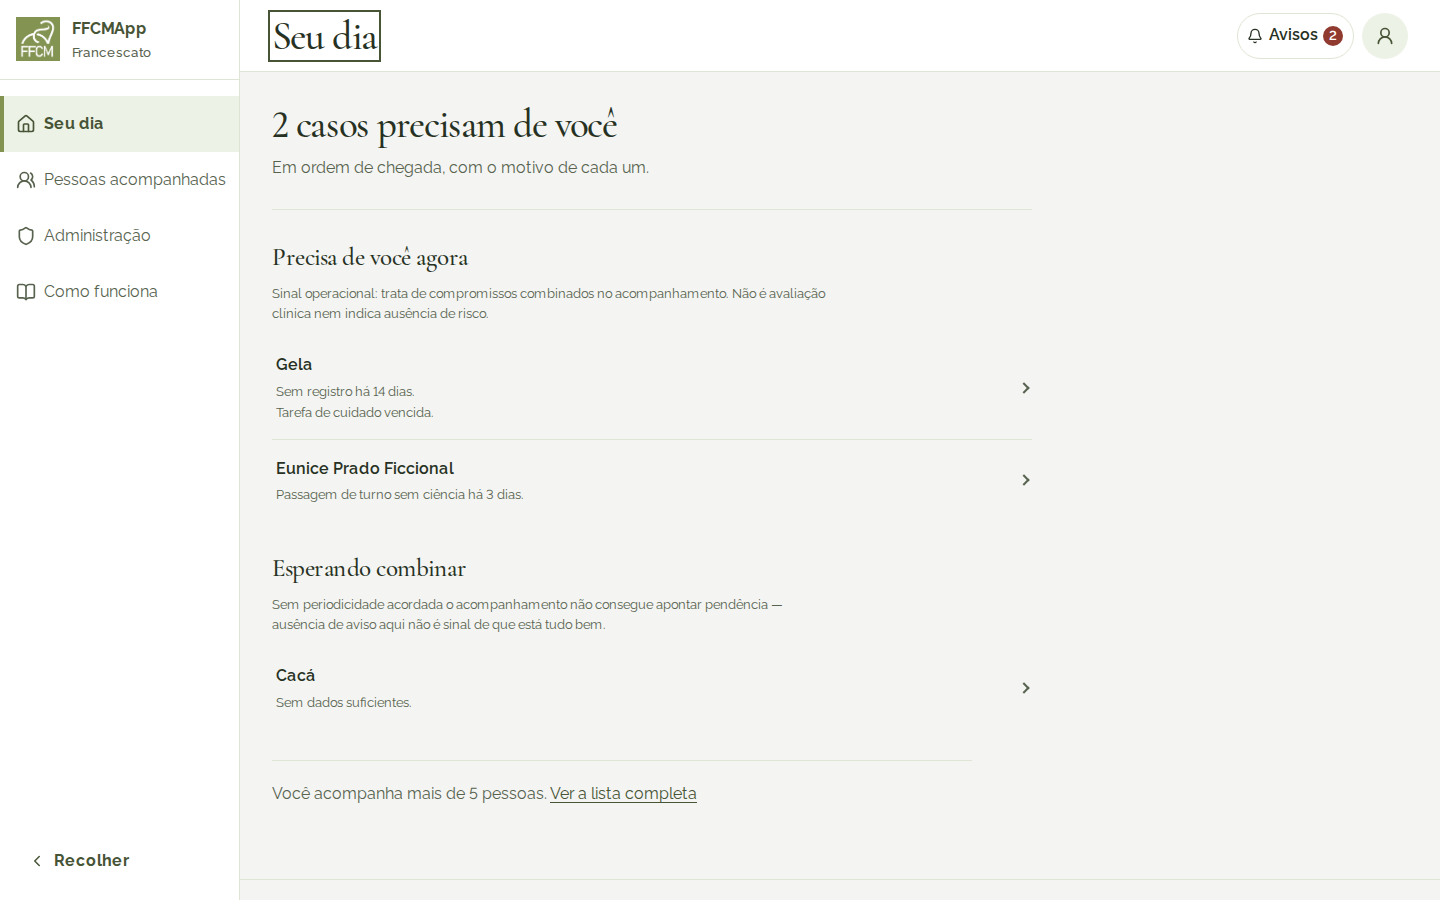 FFCM
FFCMApp
Francescato
Seu dia
Avisos 2
Seu dia
Pessoas acompanhadas
Administração
Como funciona
Recolher
2 casos precisam de você
Em ordem de chegada, com o motivo de cada um.
Precisa de você agora
Sinal operacional: trata de compromissos combinados no acompanhamento. Não é avaliação
clínica nem indica ausência de risco.
Gela
Sem registro há 14 dias.
Tarefa de cuidado vencida.
Eunice Prado Ficcional
Passagem de turno sem ciência há 3 dias.
Esperando combinar
Sem periodicidade acordada o acompanhamento não consegue apontar pendência —
ausência de aviso aqui não é sinal de que está tudo bem.
Cacá
Sem dados suficientes.
Você acompanha mais de 5 pessoas. Ver a lista completa